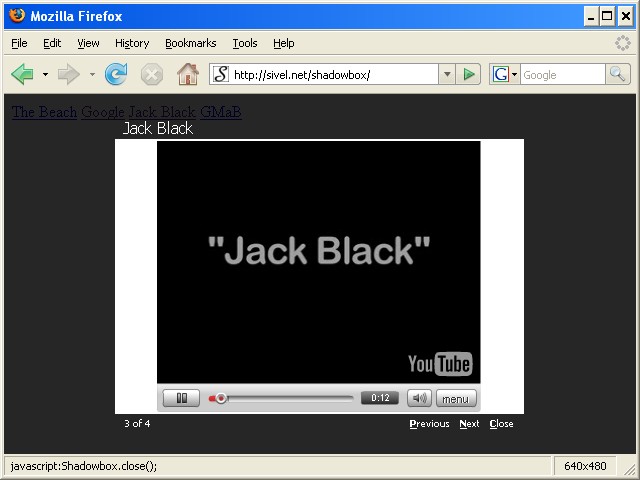 Mozilla Firefox
File Edit View History Bookmarks Tools Help
S http://sivel.net/shadowbox/ G Google
The Beach Google Jack Black GMaB
Jack Black
"Jack Black"
YouTube
0:12 menu
3 of 4 Previous Next Close
javascript:Shadowbox.close(); 640x480